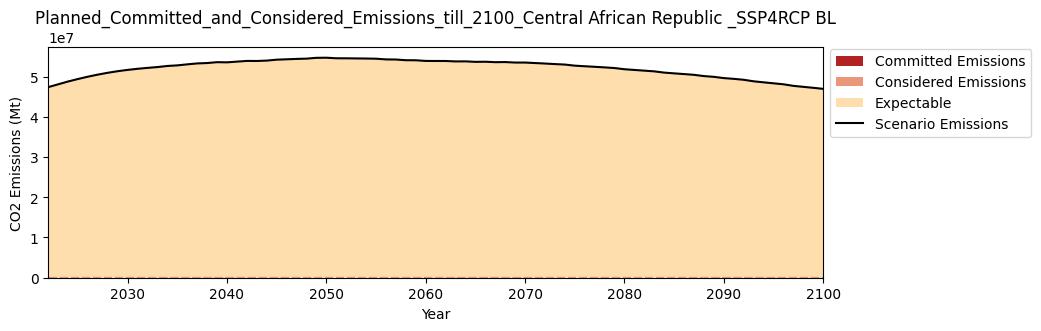 Planned_Committed_and_Considered_Emissions_till_2100_Central African Republic _SSP4RCP BL
1e7
5
4
3
2
1
0
CO2 Emissions (Mt)
2030 2040 2050 2060 2070 2080 2090 2100
Year
Committed Emissions
Considered Emissions
Expectable
Scenario Emissions